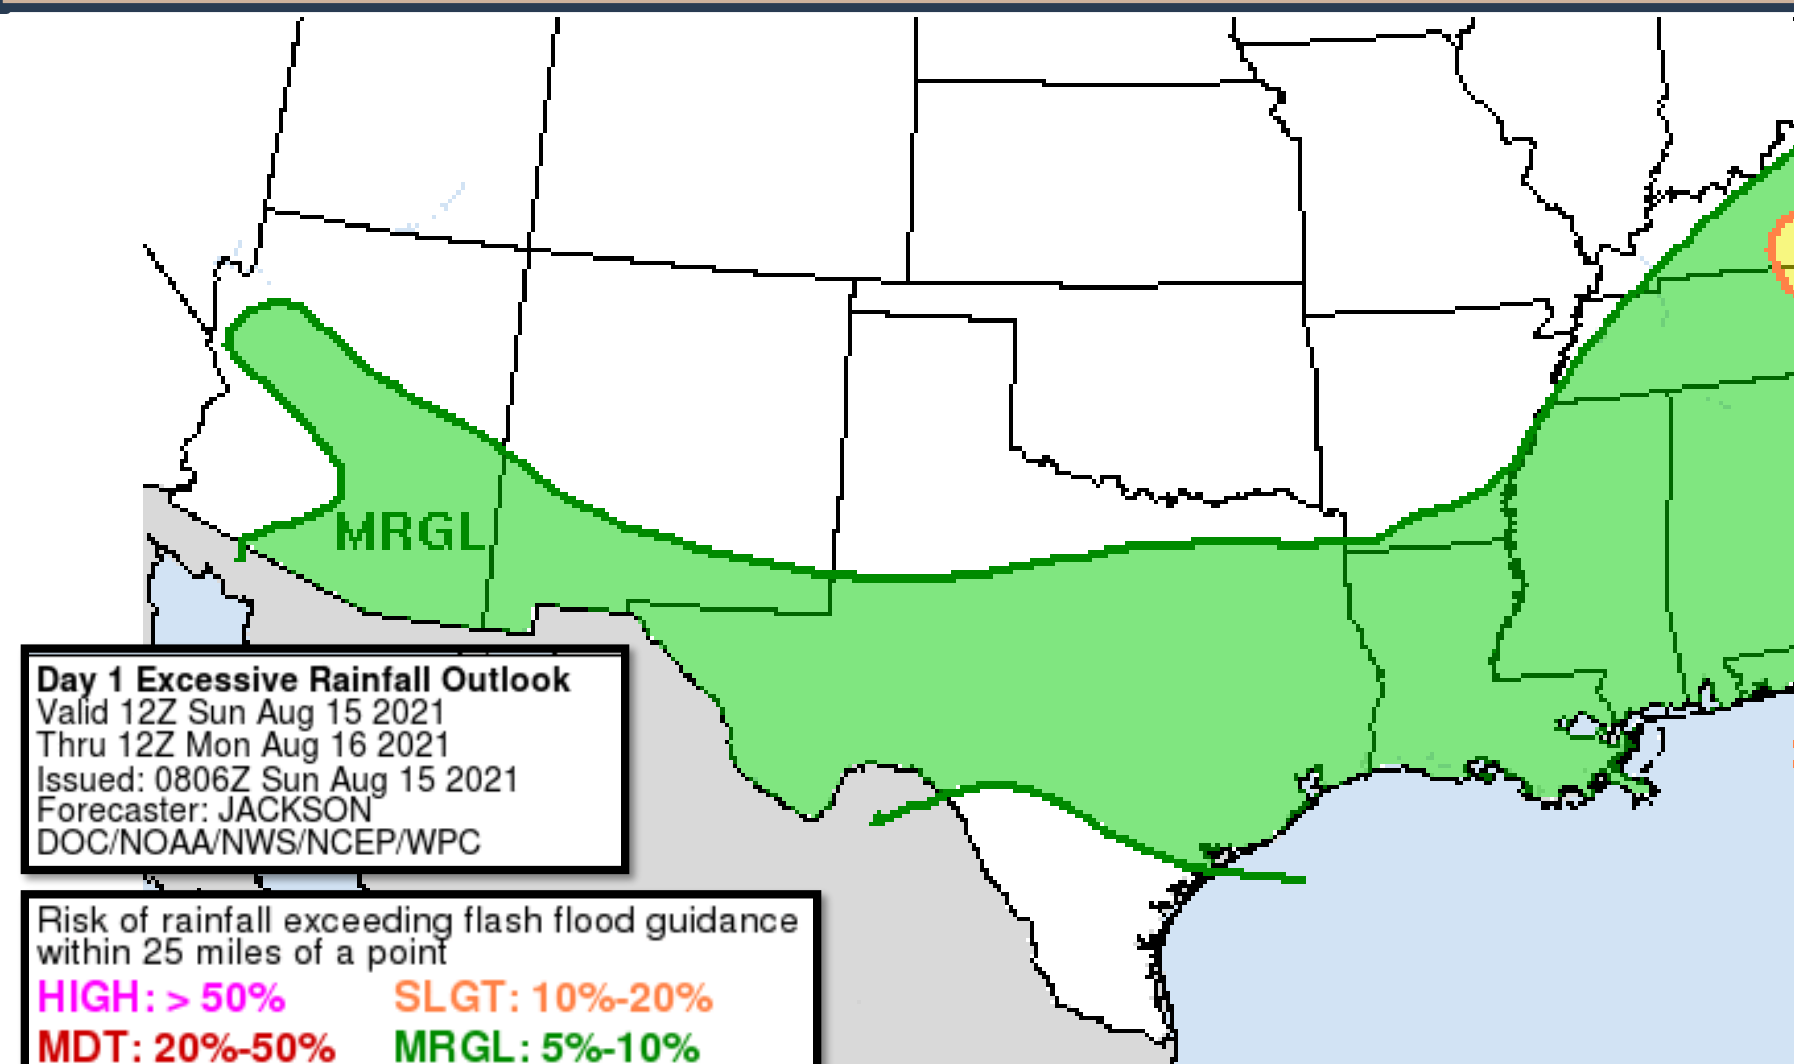 MRGL
Day 1 Excessive Rainfall Outlook
Valid 12Z Sun Aug 15 2021
Thru 12Z Mon Aug 16 2021
Issued: 0806Z Sun Aug 15 2021
Forecaster: JACKSON
DOC/NOAA/NWS/NCEP/WPC
Risk of rainfall exceeding flash flood guidance
within 25 miles of a point
HIGH: > 50% SLGT: 10%-20%
MDT: 20%-50% MRGL: 5%-10%